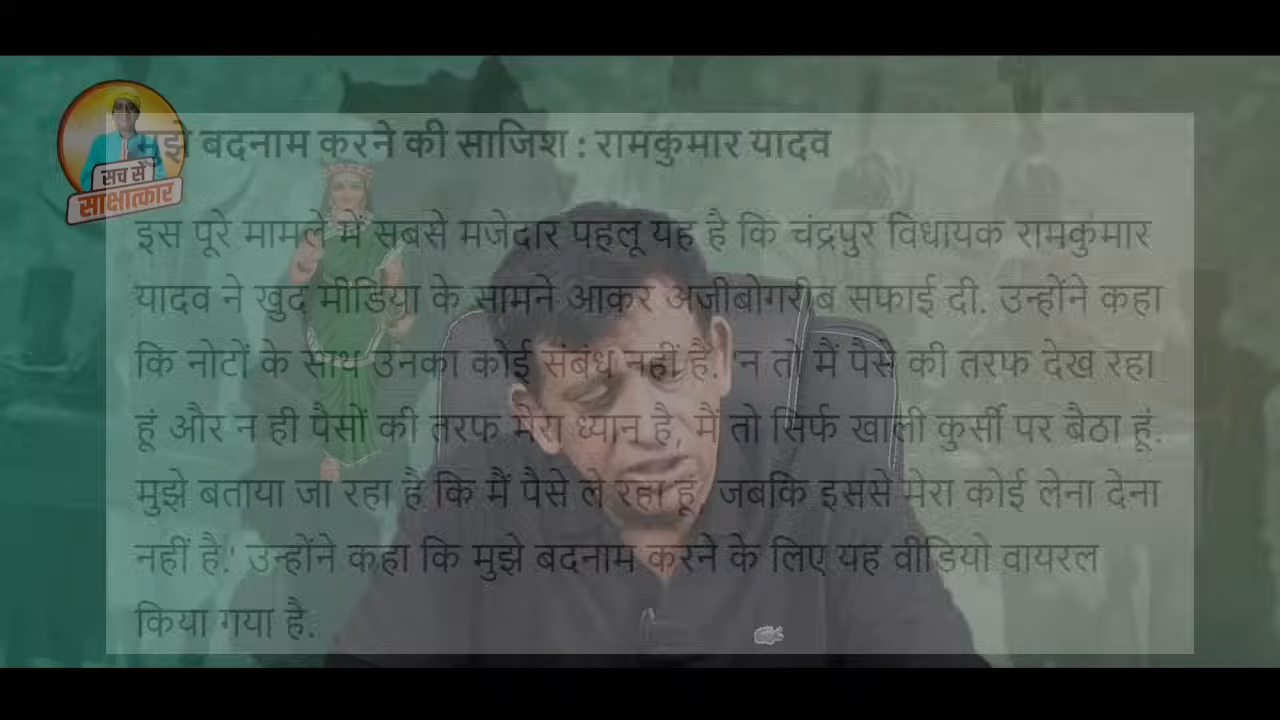 सच से
साक्षात्कार
मुझे बदनाम करने की साजिश : रामकुमार यादव
इस पूरे मामले में सबसे मजेदार पहलू यह है कि चंद्रपुर विधायक रामकुमार
यादव ने खुद मीडिया के सामने आकर अजीबोगरीब सफाई दी. उन्होंने कहा
कि नोटों के साथ उनका कोई संबंध नहीं है. 'न तो मैं पैसे की तरफ देख रहा
हूं और न ही पैसों की तरफ मेरा ध्यान है, मैं तो सिर्फ खाली कुर्सी पर बैठा हूं.
मुझे बताया जा रहा है कि मैं पैसे ले रहा हूं, जबकि इससे मेरा कोई लेना देना
नहीं है.' उन्होंने कहा कि मुझे बदनाम करने के लिए यह वीडियो वायरल
किया गया है.